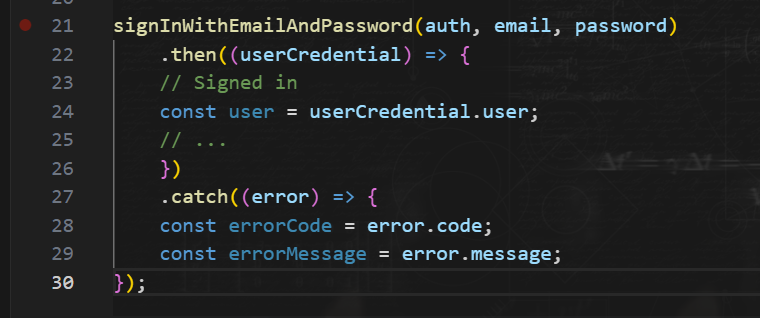 21 signInWithEmailAndPassword(auth, email, password)
22     .then((userCredential) => {
23     // Signed in
24     const user = userCredential.user;
25     // ...
26     })
27     .catch((error) => {
28     const errorCode = error.code;
29     const errorMessage = error.message;
30 });